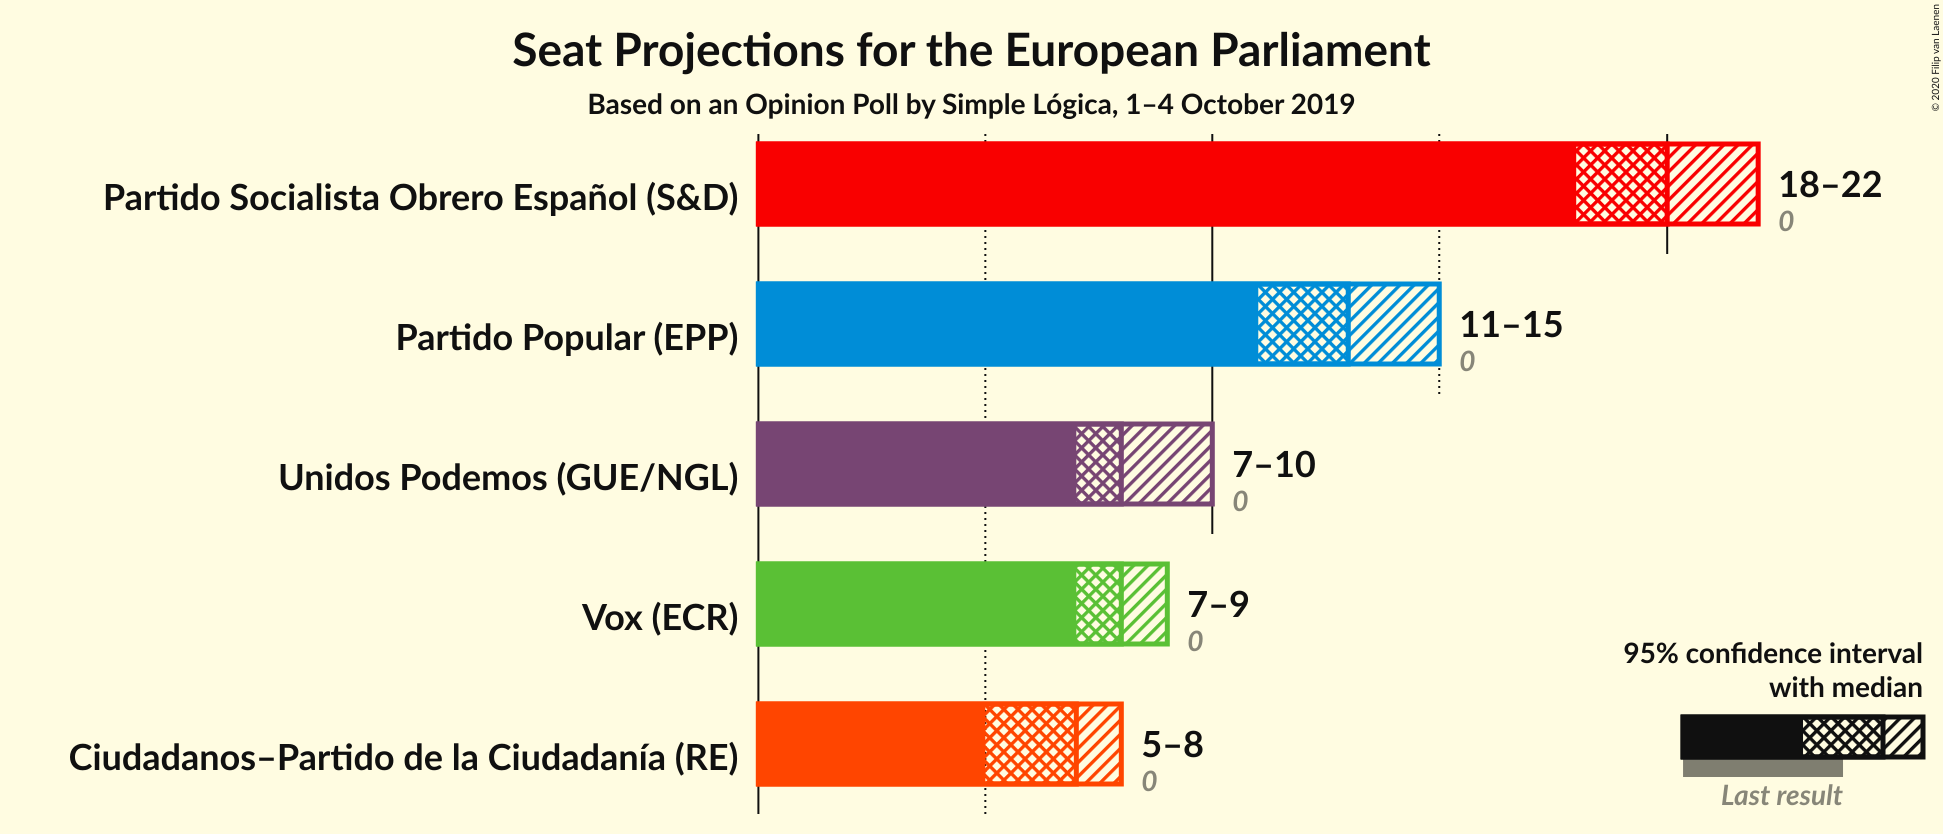 Seat Projections for the European Parliament
Based on an Opinion Poll by Simple Lógica, 1–4 October 2019
© 2020 Filip van Laenen
Partido Socialista Obrero Español (S&D)
18–22
0
Partido Popular (EPP)
11–15
0
Unidos Podemos (GUE/NGL)
7–10
0
Vox (ECR)
7–9
0
Ciudadanos–Partido de la Ciudadanía (RE)
5–8
0
95% confidence interval
with median
Last result